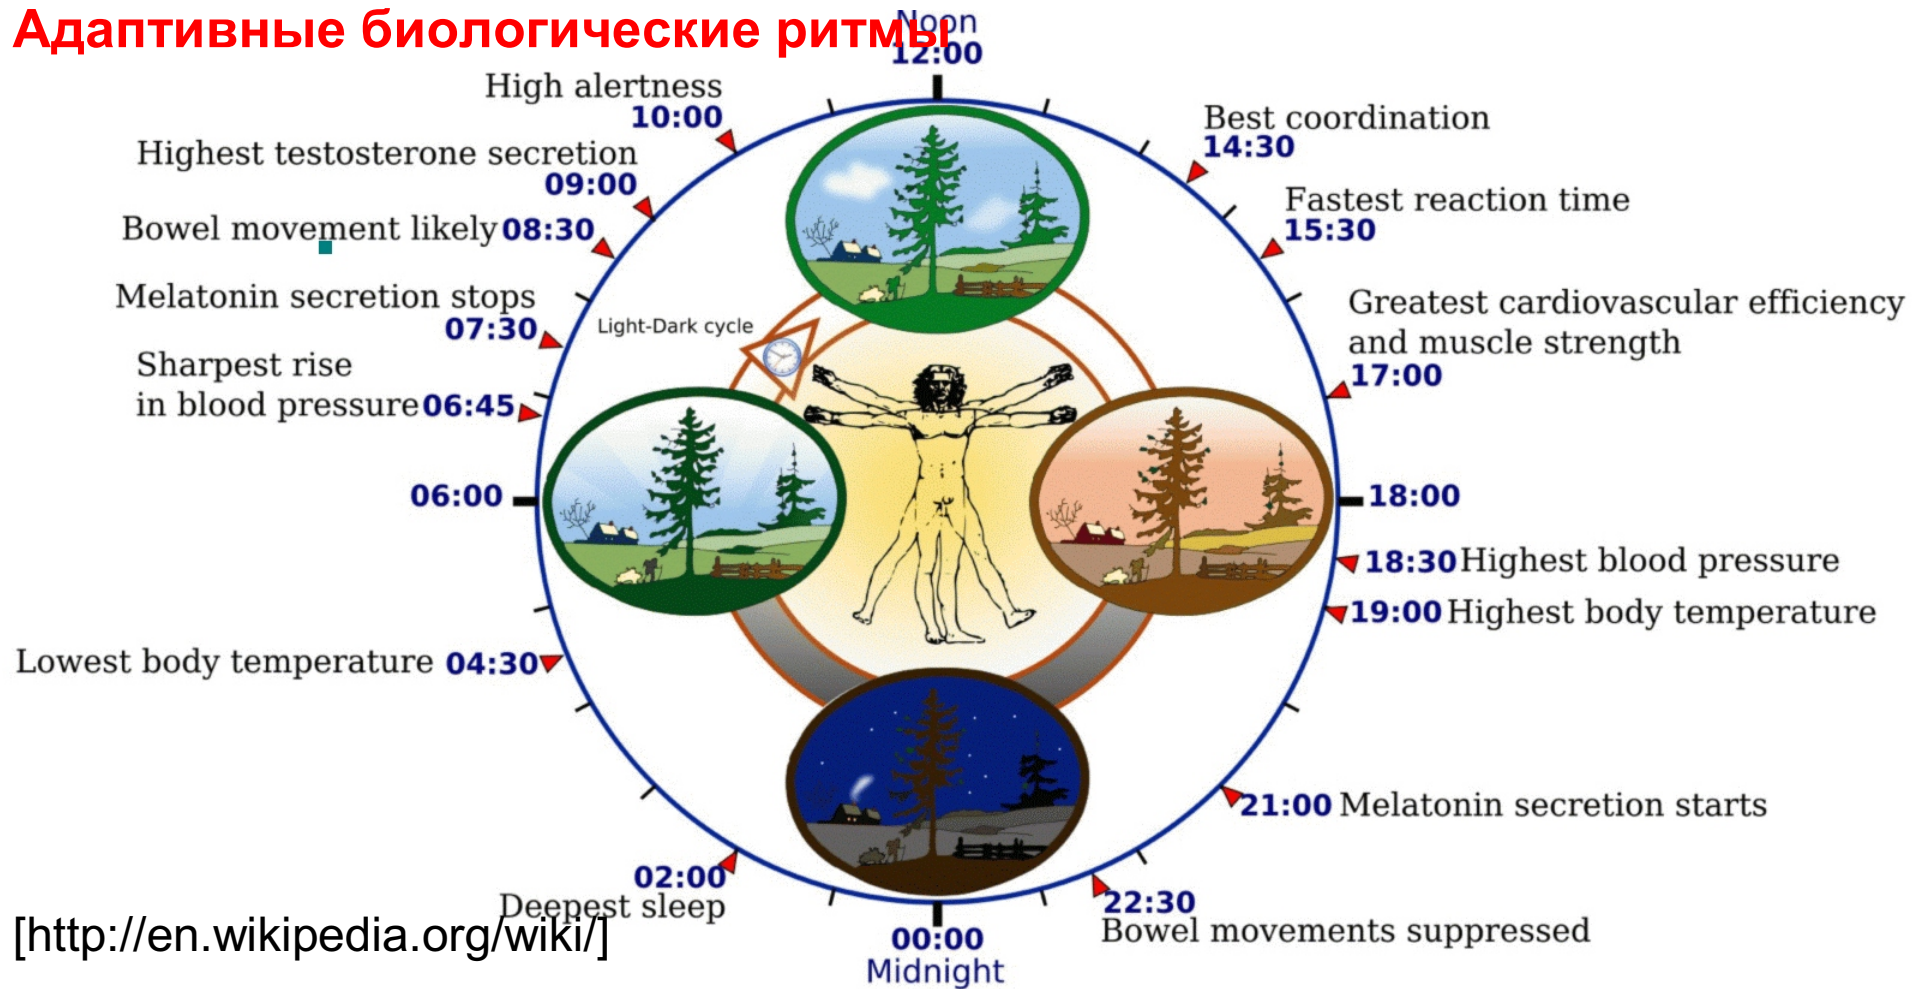 Адаптивные биологические ритмы
Noon
12:00
High alertness
10:00
Highest testosterone secretion
09:00
Bowel movement likely 08:30
Melatonin secretion stops
07:30
Sharpest rise
in blood pressure 06:45
06:00
Lowest body temperature 04:30
02:00
Deepest sleep
Light-Dark cycle
Best coordination
14:30
Fastest reaction time
15:30
Greatest cardiovascular efficiency
and muscle strength
17:00
18:00
18:30 Highest blood pressure
19:00 Highest body temperature
21:00 Melatonin secretion starts
22:30
Bowel movements suppressed
00:00
Midnight
[http://en.wikipedia.org/wiki/]